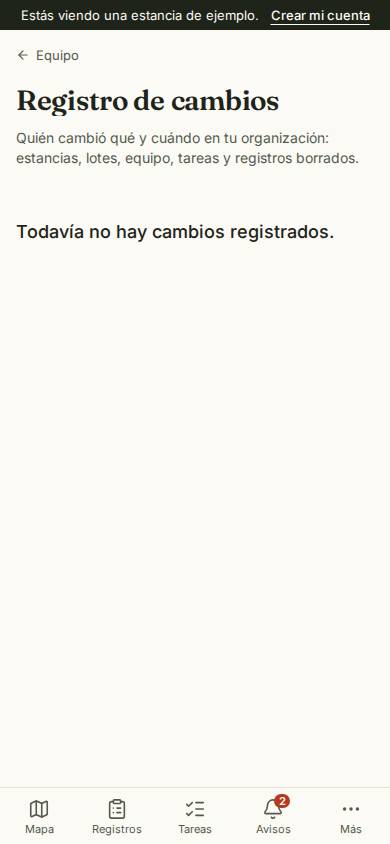 Estás viendo una estancia de ejemplo. Crear mi cuenta
← Equipo
Registro de cambios
Quién cambió qué y cuándo en tu organización:
estancias, lotes, equipo, tareas y registros borrados.
Todavía no hay cambios registrados.
2
Mapa Registros Tareas Avisos Más